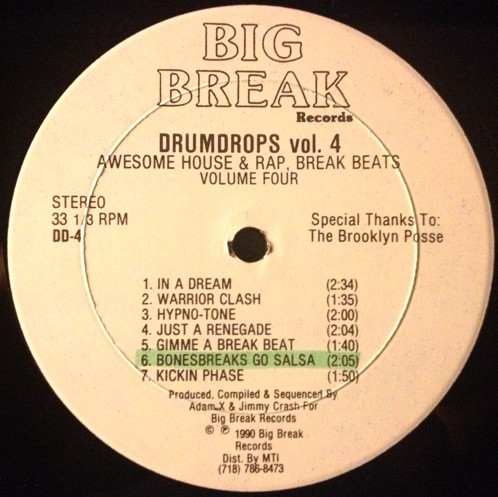 BIG
BREAK
Records
DRUMDROPS vol. 4
AWESOME HOUSE & RAP, BREAK BEATS
VOLUME FOUR
STEREO
33 1/3 RPM
DD-4
Special Thanks To:
The Brooklyn Posse
1. IN A DREAM (2:34)
2. WARRIOR CLASH (1:35)
3. HYPNO-TONE (2:00)
4. JUST A RENEGADE (2:04)
5. GIMME A BREAK BEAT (1:40)
6. BONESBREAKS GO SALSA (2:05)
7. KICKIN PHASE (1:50)
Produced, Compiled & Sequenced By
Adam X & Jimmy Crash For
Big Break Records
© ℗ 1990 Big Break
Records
Dist. By MTI
(718) 786-8473